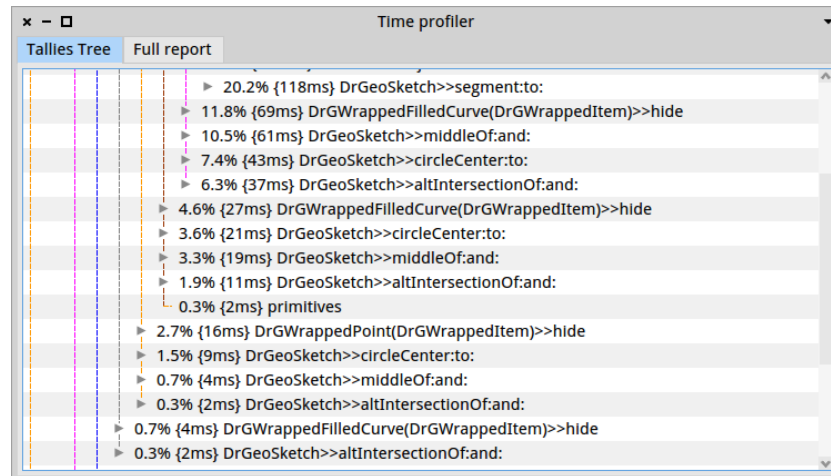 Time profiler
Tallies Tree Full report
20.2% {118ms} DrGeoSketch>>segment:to:
11.8% {69ms} DrGWrappedFilledCurve(DrGWrappedItem)>>hide
10.5% {61ms} DrGeoSketch>>middleOf:and:
7.4% {43ms} DrGeoSketch>>circleCenter:to:
6.3% {37ms} DrGeoSketch>>altIntersectionOf:and:
4.6% {27ms} DrGWrappedFilledCurve(DrGWrappedItem)>>hide
3.6% {21ms} DrGeoSketch>>circleCenter:to:
3.3% {19ms} DrGeoSketch>>middleOf:and:
1.9% {11ms} DrGeoSketch>>altIntersectionOf:and:
0.3% {2ms} primitives
2.7% {16ms} DrGWrappedPoint(DrGWrappedItem)>>hide
1.5% {9ms} DrGeoSketch>>circleCenter:to:
0.7% {4ms} DrGeoSketch>>middleOf:and:
0.3% {2ms} DrGeoSketch>>altIntersectionOf:and:
0.7% {4ms} DrGWrappedFilledCurve(DrGWrappedItem)>>hide
0.3% {2ms} DrGeoSketch>>altIntersectionOf:and: